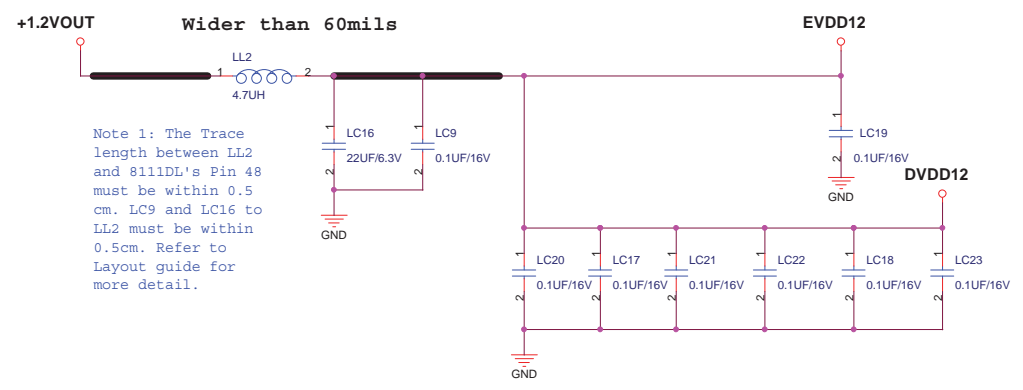 +1.2VOUT
Wider than 60mils
EVDD12
LL2
1
2
4.7UH
Note 1: The Trace
length between LL2
and 8111DL's Pin 48
must be within 0.5
cm. LC9 and LC16 to
LL2 must be within
0.5cm. Refer to
Layout guide for
more detail.
1
LC16
22UF/6.3V
2
1
LC9
0.1UF/16V
2
GND
1
LC19
0.1UF/16V
2
GND
DVDD12
1
LC20
0.1UF/16V
2
1
LC17
0.1UF/16V
2
1
LC21
0.1UF/16V
2
1
LC22
0.1UF/16V
2
1
LC18
0.1UF/16V
2
1
LC23
0.1UF/16V
2
GND